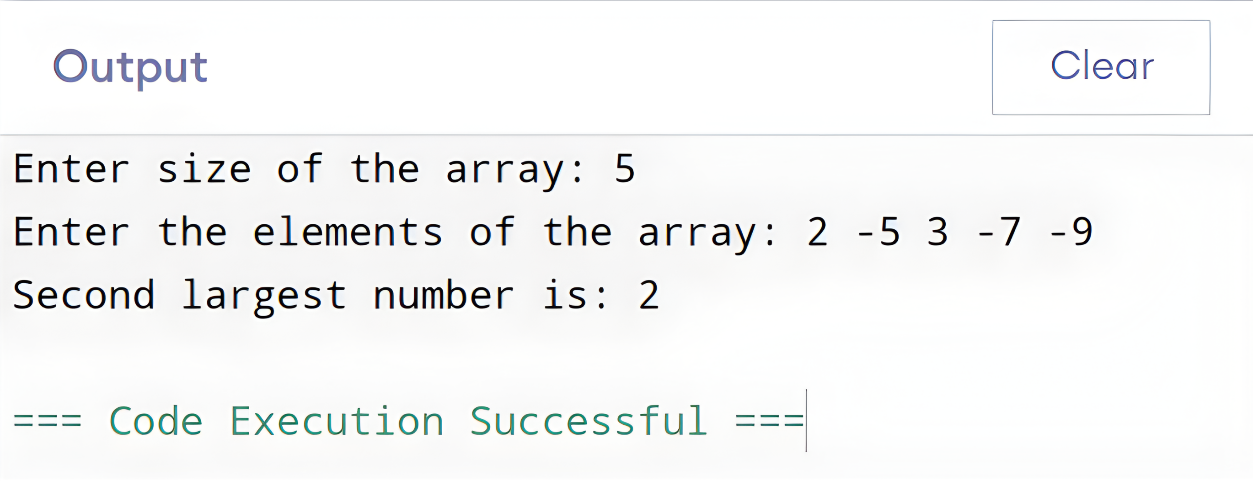 Output
Clear
Enter size of the array: 5
Enter the elements of the array: 2 -5 3 -7 -9
Second largest number is: 2
=== Code Execution Successful ===